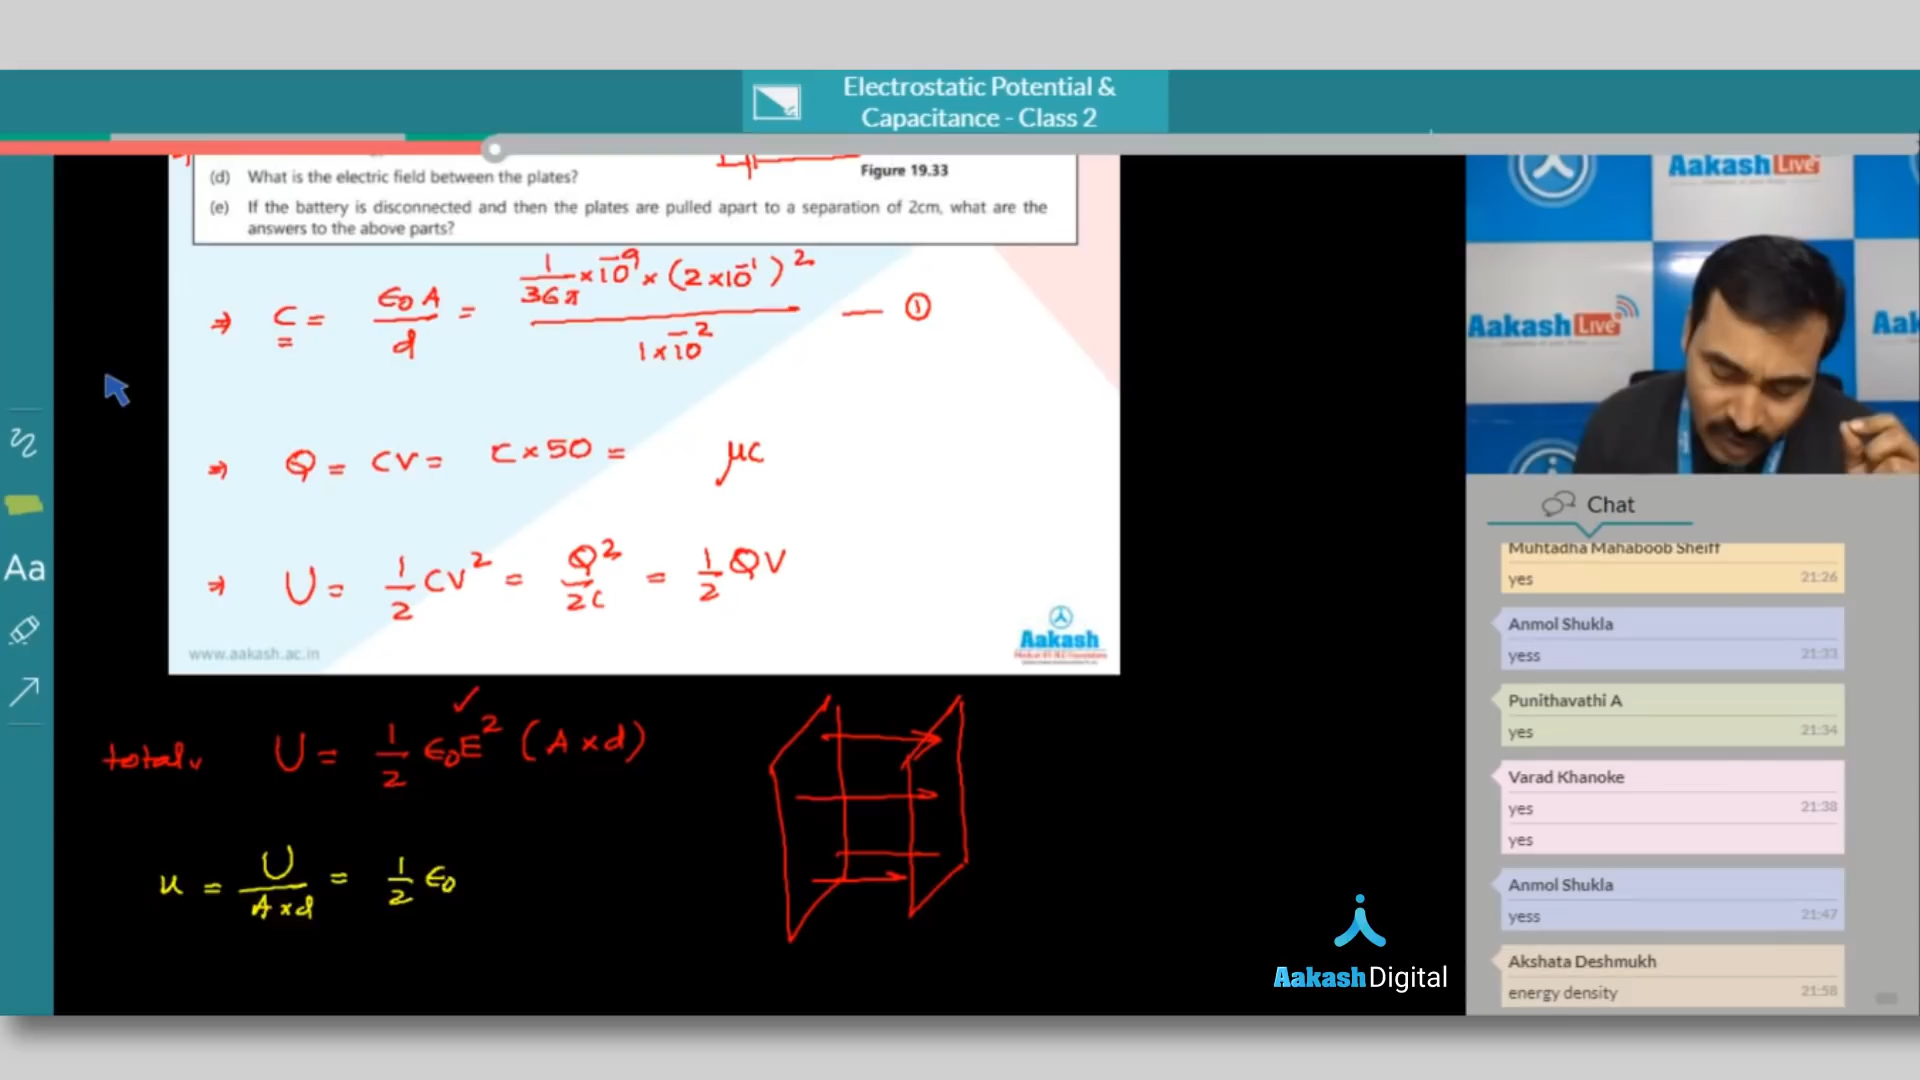 Electrostatic Potential &
Capacitance - Class 2
Figure 19.33
(d) What is the electric field between the plates?
(e) If the battery is disconnected and then the plates are pulled apart to a separation of 2cm, what are the
answers to the above parts?
⇒ C = ϵ₀A/d = (1/36π × 10⁻⁹ × (2×10⁻¹)²)/(1×10⁻²) — ①
⇒ Q = CV = C × 50 = μC
⇒ U = 1/2 CV² = Q²/2C = 1/2 QV
www.aakash.ac.in
Aakash
total U = 1/2 ϵ₀E² (A×d)
u = U/(A×d) = 1/2 ϵ₀
Aakash Digital
Aa
Aakash Live
Aakash Live
Aak
Chat
Muhtadha Mahaboob Sheiff
yes 21:26
Anmol Shukla
yess 21:33
Punithavathi A
yes 21:34
Varad Khanoke
yes 21:38
yes
Anmol Shukla
yess 21:47
Akshata Deshmukh
energy density 21:58